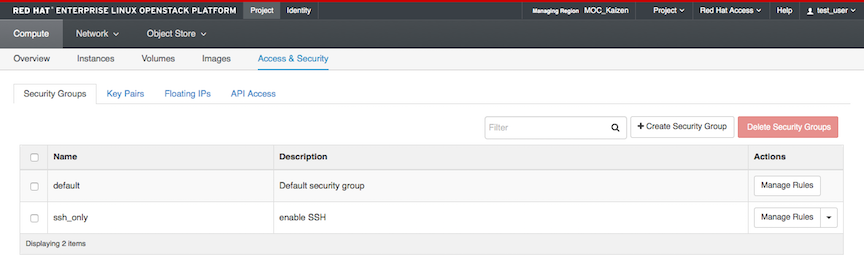 RED HAT® ENTERPRISE LINUX OPENSTACK PLATFORM Project Identity Managing Region MOC_Kaizen Project Red Hat Access Help test_user
Compute Network Object Store
Overview Instances Volumes Images Access & Security
Security Groups Key Pairs Floating IPs API Access
Filter + Create Security Group Delete Security Groups
Name Description Actions
default Default security group Manage Rules
ssh_only enable SSH Manage Rules
Displaying 2 items